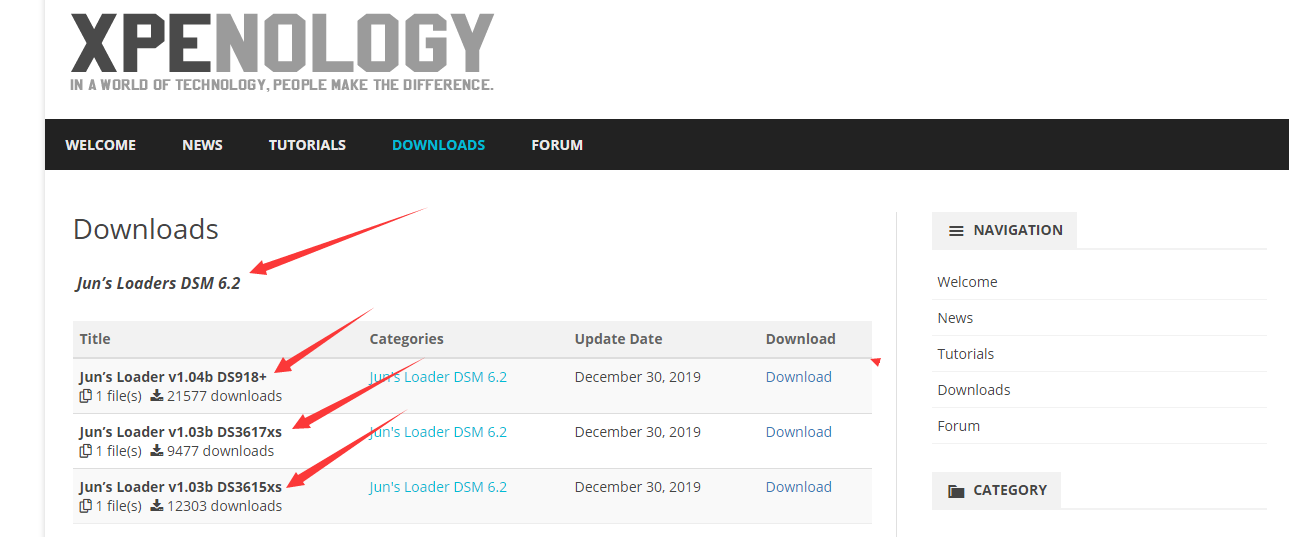 XPENOLOGY
IN A WORLD OF TECHNOLOGY, PEOPLE MAKE THE DIFFERENCE.
WELCOME NEWS TUTORIALS DOWNLOADS FORUM
Downloads
Jun’s Loaders DSM 6.2
Title Categories Update Date Download
Jun’s Loader v1.04b DS918+ Jun's Loader DSM 6.2 December 30, 2019 Download
1 file(s) 21577 downloads
Jun’s Loader v1.03b DS3617xs Jun's Loader DSM 6.2 December 30, 2019 Download
1 file(s) 9477 downloads
Jun’s Loader v1.03b DS3615xs Jun's Loader DSM 6.2 December 30, 2019 Download
1 file(s) 12303 downloads
NAVIGATION
Welcome
News
Tutorials
Downloads
Forum
CATEGORY